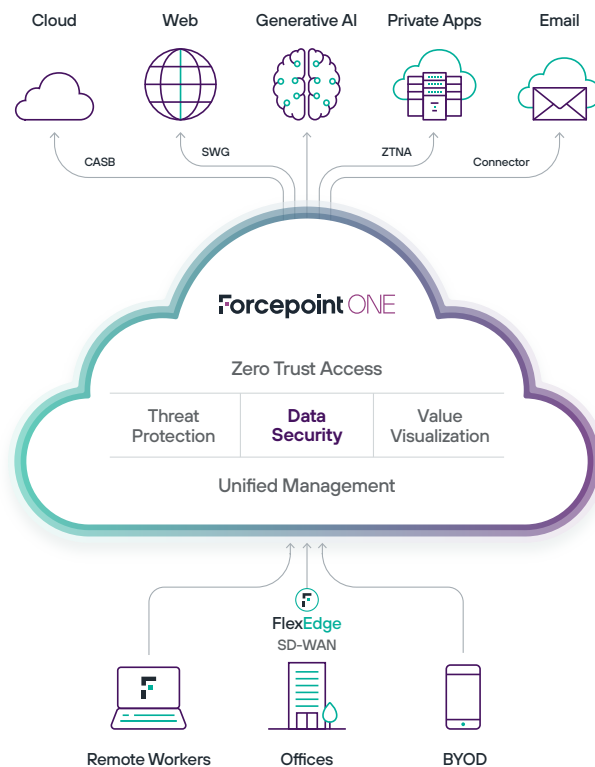 Cloud Web Generative AI Private Apps Email
CASB SWG ZTNA Connector
Forcepoint ONE
Zero Trust Access
Threat Protection
Data Security
Value Visualization
Unified Management
FlexEdge
SD-WAN
Remote Workers Offices BYOD